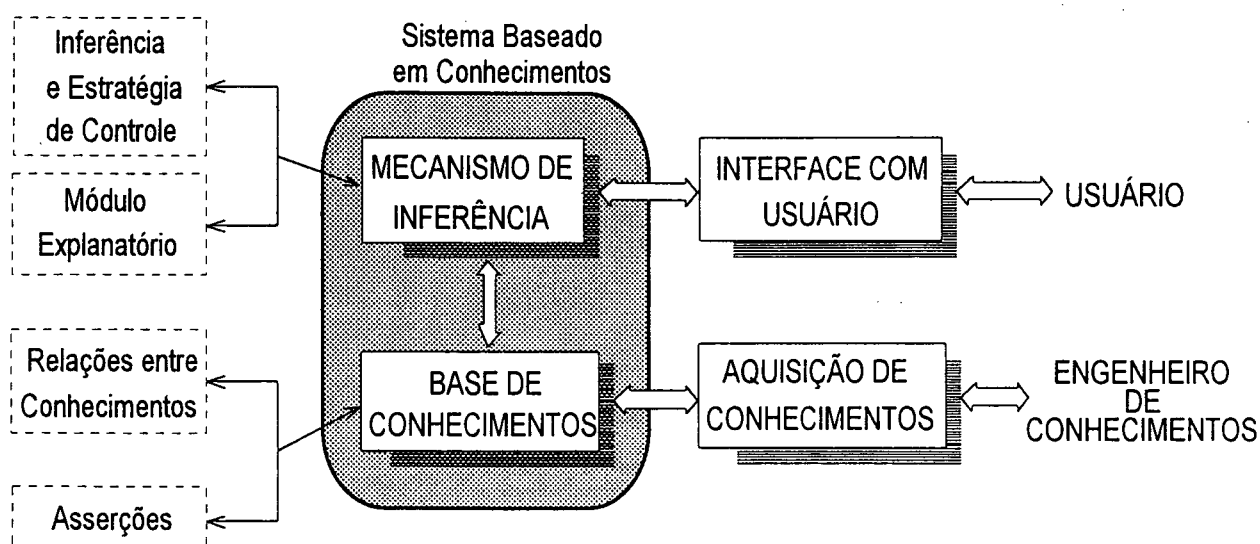 Inferência
e Estratégia
de Controle
Módulo
Explanatório
Relações entre
Conhecimentos
Asserções
Sistema Baseado
em Conhecimentos
MECANISMO DE
INFERÊNCIA
BASE DE
CONHECIMENTOS
INTERFACE COM
USUÁRIO
AQUISIÇÃO DE
CONHECIMENTOS
USUÁRIO
ENGENHEIRO
DE
CONHECIMENTOS